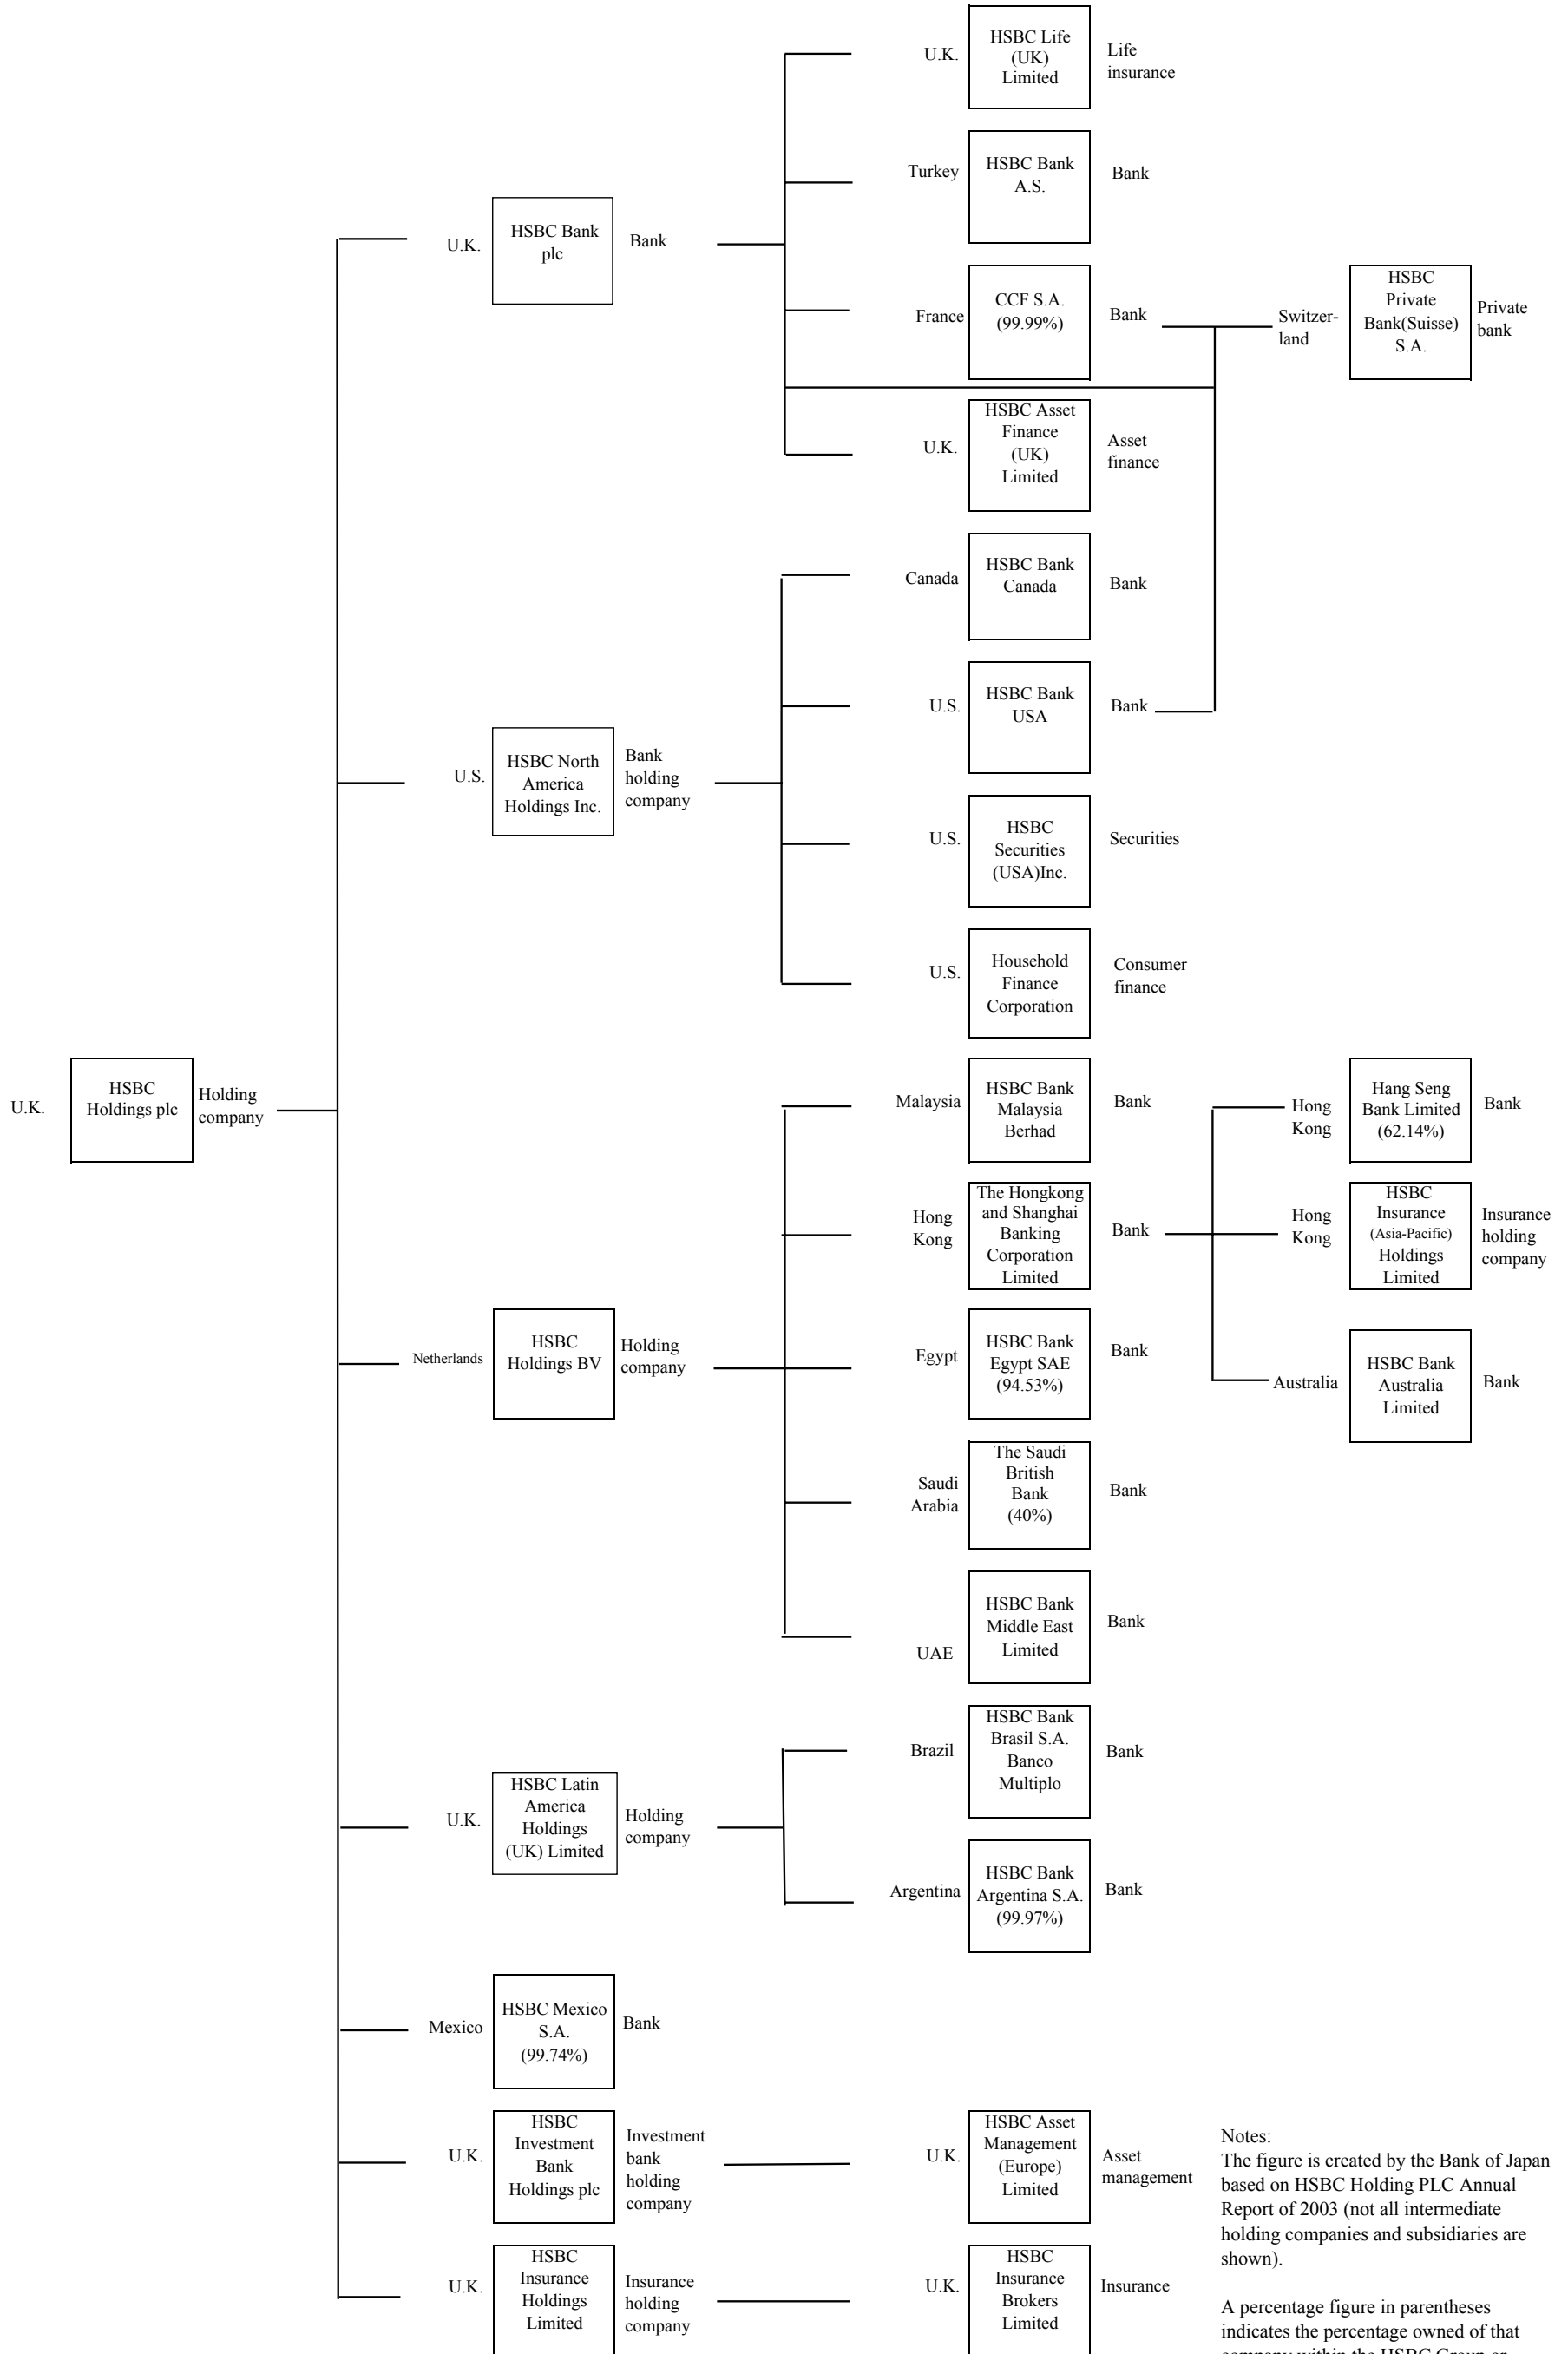 U.K.
HSBC
Holdings plc
Holding
company
U.K.
HSBC Bank
plc
Bank
U.K.
HSBC Life
(UK)
Limited
Life
insurance
Turkey
HSBC Bank
A.S.
Bank
France
CCF S.A.
(99.99%)
Bank
Switzer-
land
HSBC
Private
Bank(Suisse)
S.A.
Private
bank
U.K.
HSBC Asset
Finance
(UK)
Limited
Asset
finance
U.S.
HSBC North
America
Holdings Inc.
Bank
holding
company
Canada
HSBC Bank
Canada
Bank
U.S.
HSBC Bank
USA
Bank
U.S.
HSBC
Securities
(USA)Inc.
Securities
U.S.
Household
Finance
Corporation
Consumer
finance
Netherlands
HSBC
Holdings BV
Holding
company
Malaysia
HSBC Bank
Malaysia
Berhad
Bank
Hong
Kong
The Hongkong
and Shanghai
Banking
Corporation
Limited
Bank
Hong
Kong
Hang Seng
Bank Limited
(62.14%)
Bank
Hong
Kong
HSBC
Insurance
(Asia-Pacific)
Holdings
Limited
Insurance
holding
company
Australia
HSBC Bank
Australia
Limited
Bank
Egypt
HSBC Bank
Egypt SAE
(94.53%)
Bank
Saudi
Arabia
The Saudi
British
Bank
(40%)
Bank
UAE
HSBC Bank
Middle East
Limited
Bank
U.K.
HSBC Latin
America
Holdings
(UK) Limited
Holding
company
Brazil
HSBC Bank
Brasil S.A.
Banco
Multiplo
Bank
Argentina
HSBC Bank
Argentina S.A.
(99.97%)
Bank
Mexico
HSBC Mexico
S.A.
(99.74%)
Bank
U.K.
HSBC
Investment
Bank
Holdings plc
Investment
bank
holding
company
U.K.
HSBC Asset
Management
(Europe)
Limited
Asset
management
U.K.
HSBC
Insurance
Holdings
Limited
Insurance
holding
company
U.K.
HSBC
Insurance
Brokers
Limited
Insurance
Notes:
The figure is created by the Bank of Japan
based on HSBC Holding PLC Annual
Report of 2003 (not all intermediate
holding companies and subsidiaries are
shown).
A percentage figure in parentheses
indicates the percentage owned of that
company within the HSBC Group or